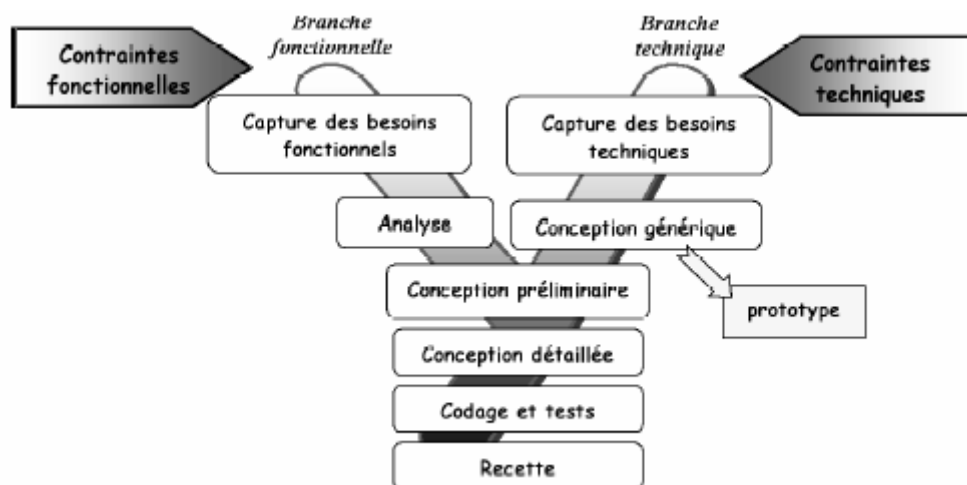 Branche
fonctionnelle
Branche
technique
Contraintes
fonctionnelles
Contraintes
techniques
Capture des besoins
fonctionnels
Capture des besoins
techniques
Analyse
Conception générique
Conception préliminaire
prototype
Conception détaillée
Codage et tests
Recette